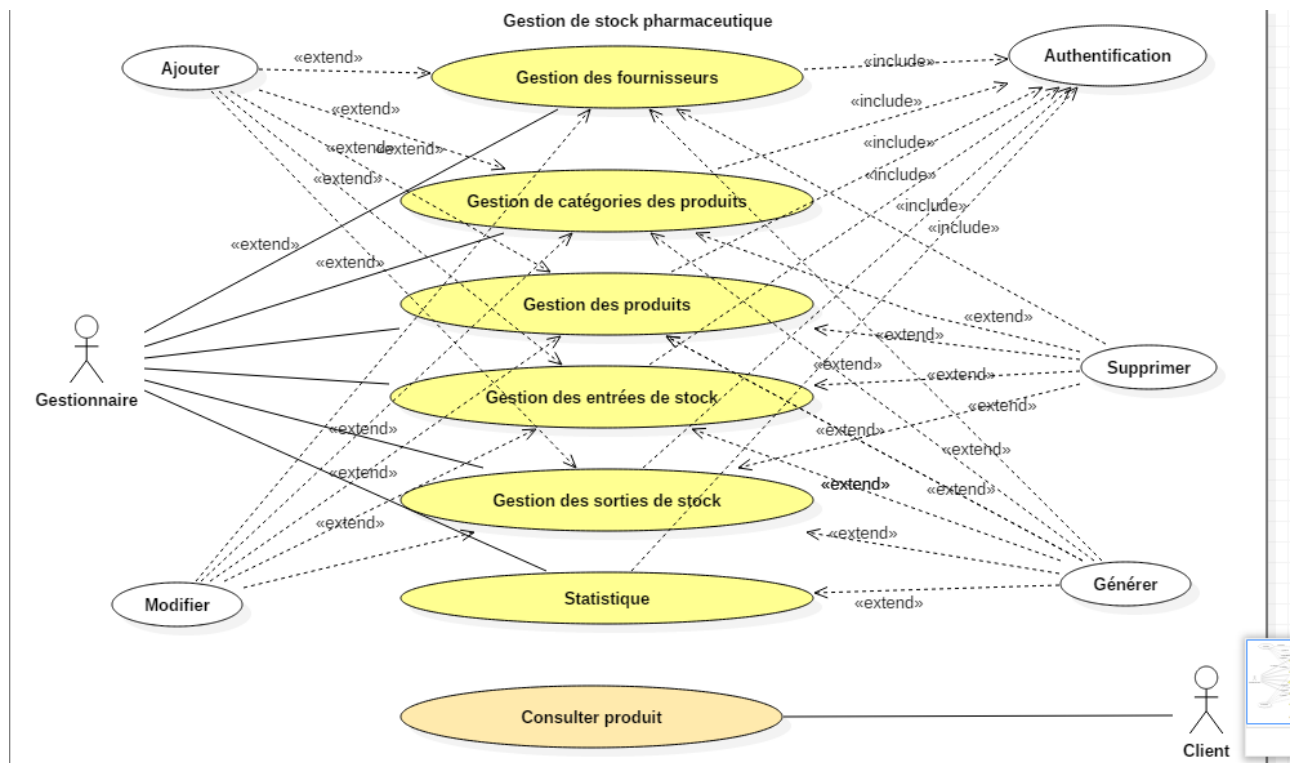 Gestion de stock pharmaceutique
Ajouter
«extend»
Gestion des fournisseurs
«include»
Authentification
«extend»
«include»
«extend»
«extend»
«include»
«extend»
«include»
Gestion de catégories des produits
«include»
«extend»
«include»
«extend»
Gestion des produits
«extend»
«extend»
Gestionnaire
«extend»
Supprimer
«extend»
Gestion des entrées de stock
«extend»
«extend»
«extend»
«extend»
«extend»
«extend»
«extend»
Gestion des sorties de stock
«extend»
«extend»
Modifier
Statistique
«extend»
Générer
Consulter produit
Client